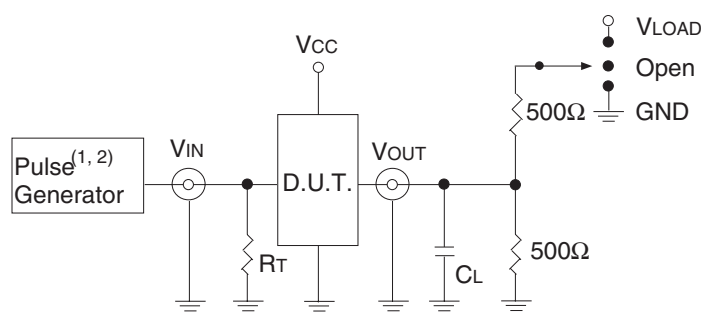 VLOAD
VCC
Open
500Ω
GND
Pulse(1, 2)
Generator
VIN
VOUT
D.U.T.
RT
CL
500Ω